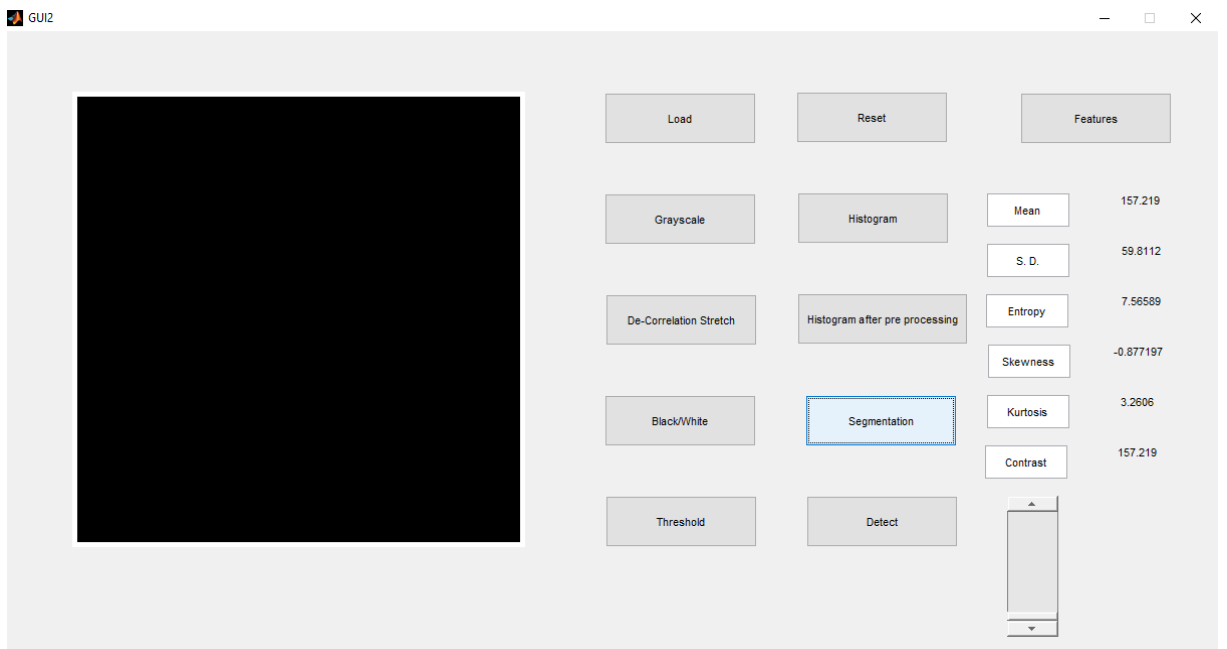 GUI2
Load
Reset
Features
Grayscale
Histogram
Mean
157.219
S. D.
59.8112
De-Correlation Stretch
Histogram after pre processing
Entropy
7.56589
Skewness
-0.877197
Black/White
Segmentation
Kurtosis
3.2606
Contrast
157.219
Threshold
Detect